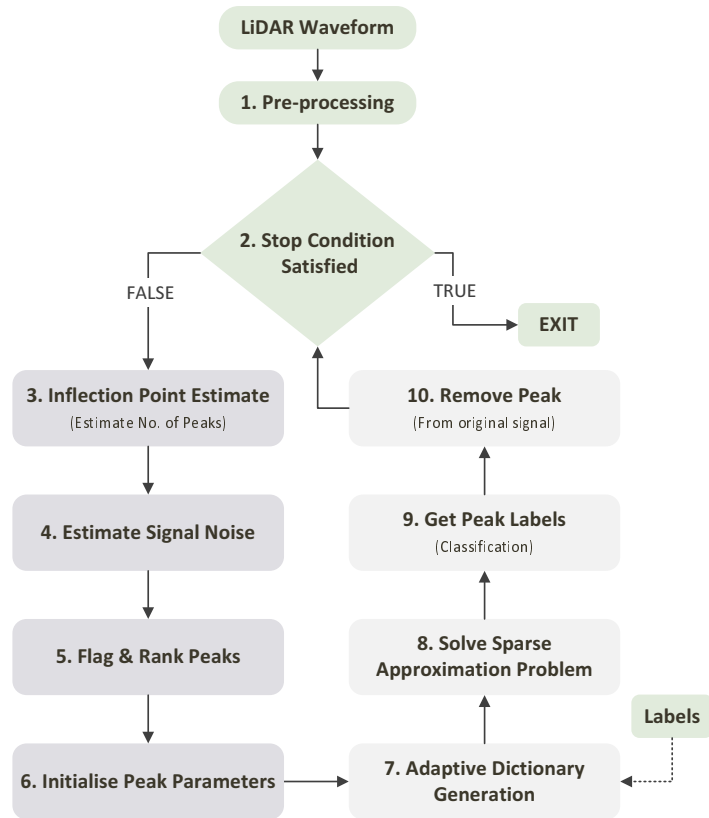 LiDAR Waveform
1. Pre-processing
2. Stop Condition
Satisfied
FALSE
TRUE
EXIT
3. Inflection Point Estimate
(Estimate No. of Peaks)
4. Estimate Signal Noise
5. Flag & Rank Peaks
6. Initialise Peak Parameters
7. Adaptive Dictionary
Generation
Labels
8. Solve Sparse
Approximation Problem
9. Get Peak Labels
(Classification)
10. Remove Peak
(From original signal)